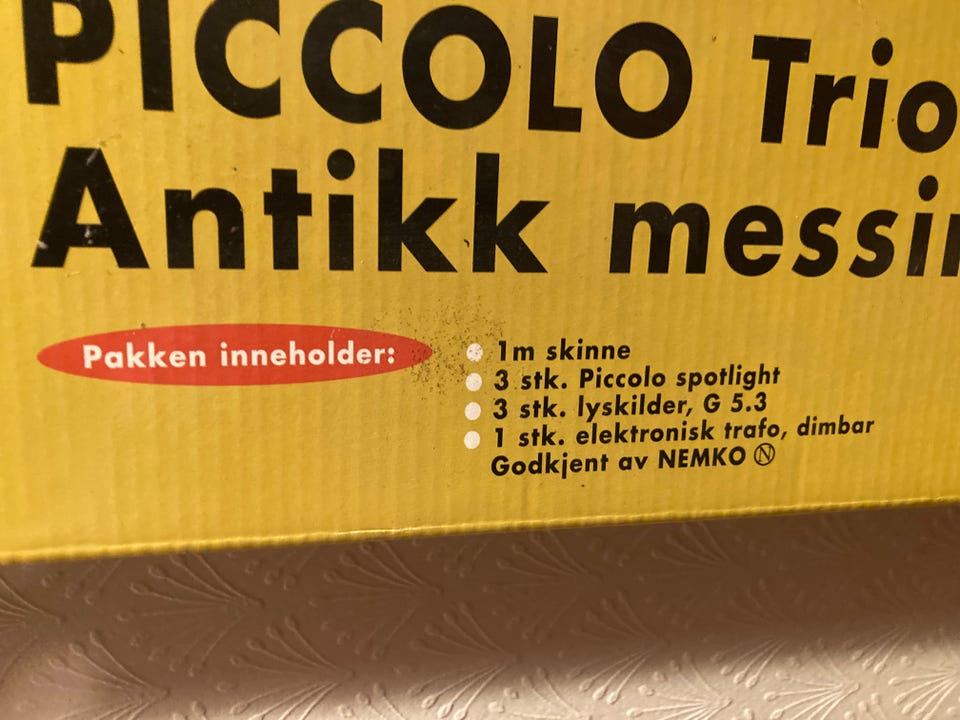 PICCOLO Trio
Antikk messin
Pakken inneholder:
1m skinne
3 stk. Piccolo spotlight
3 stk. lyskilder, G 5.3
1 stk. elektronisk trafo, dimbar
Godkjent av NEMKO Ⓝ